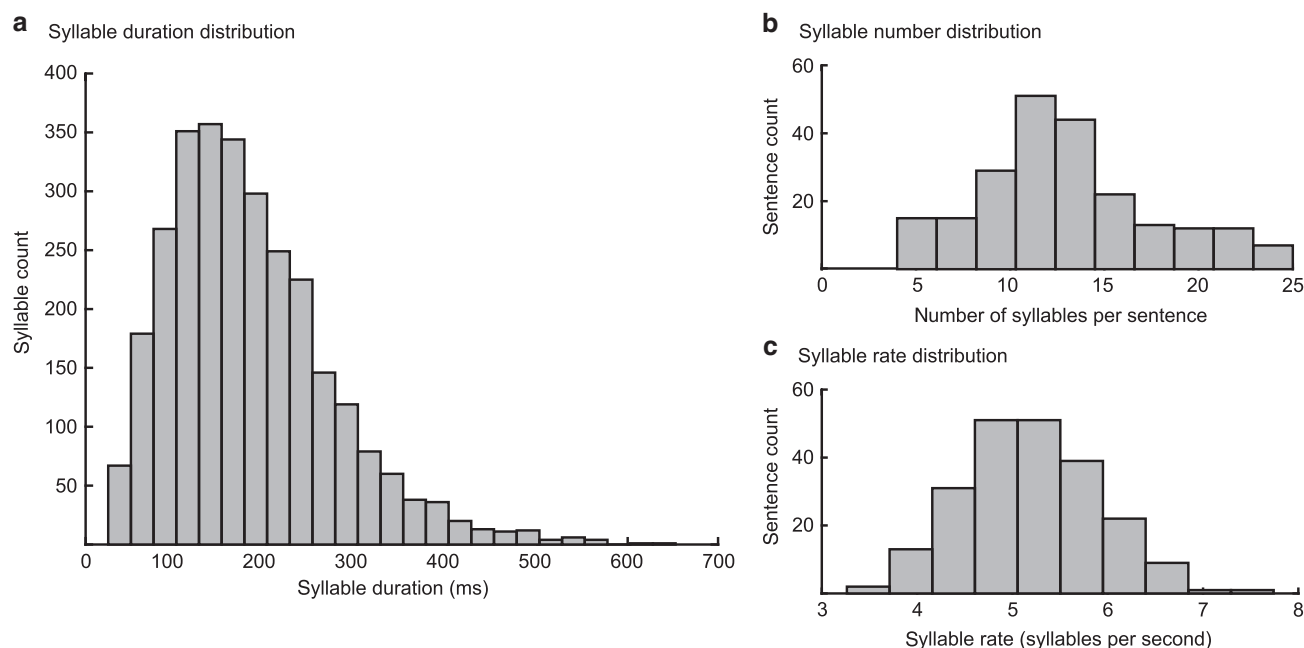 a Syllable duration distribution
400
350
300
250
200
150
100
50
Syllable count
0 100 200 300 400 500 600 700
Syllable duration (ms)
b Syllable number distribution
60
40
20
Sentence count
0 5 10 15 20 25
Number of syllables per sentence
c Syllable rate distribution
60
40
20
Sentence count
3 4 5 6 7 8
Syllable rate (syllables per second)